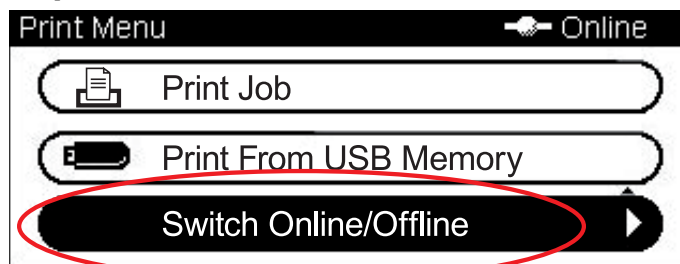 Print Menu Online
Print Job
Print From USB Memory
Switch Online/Offline